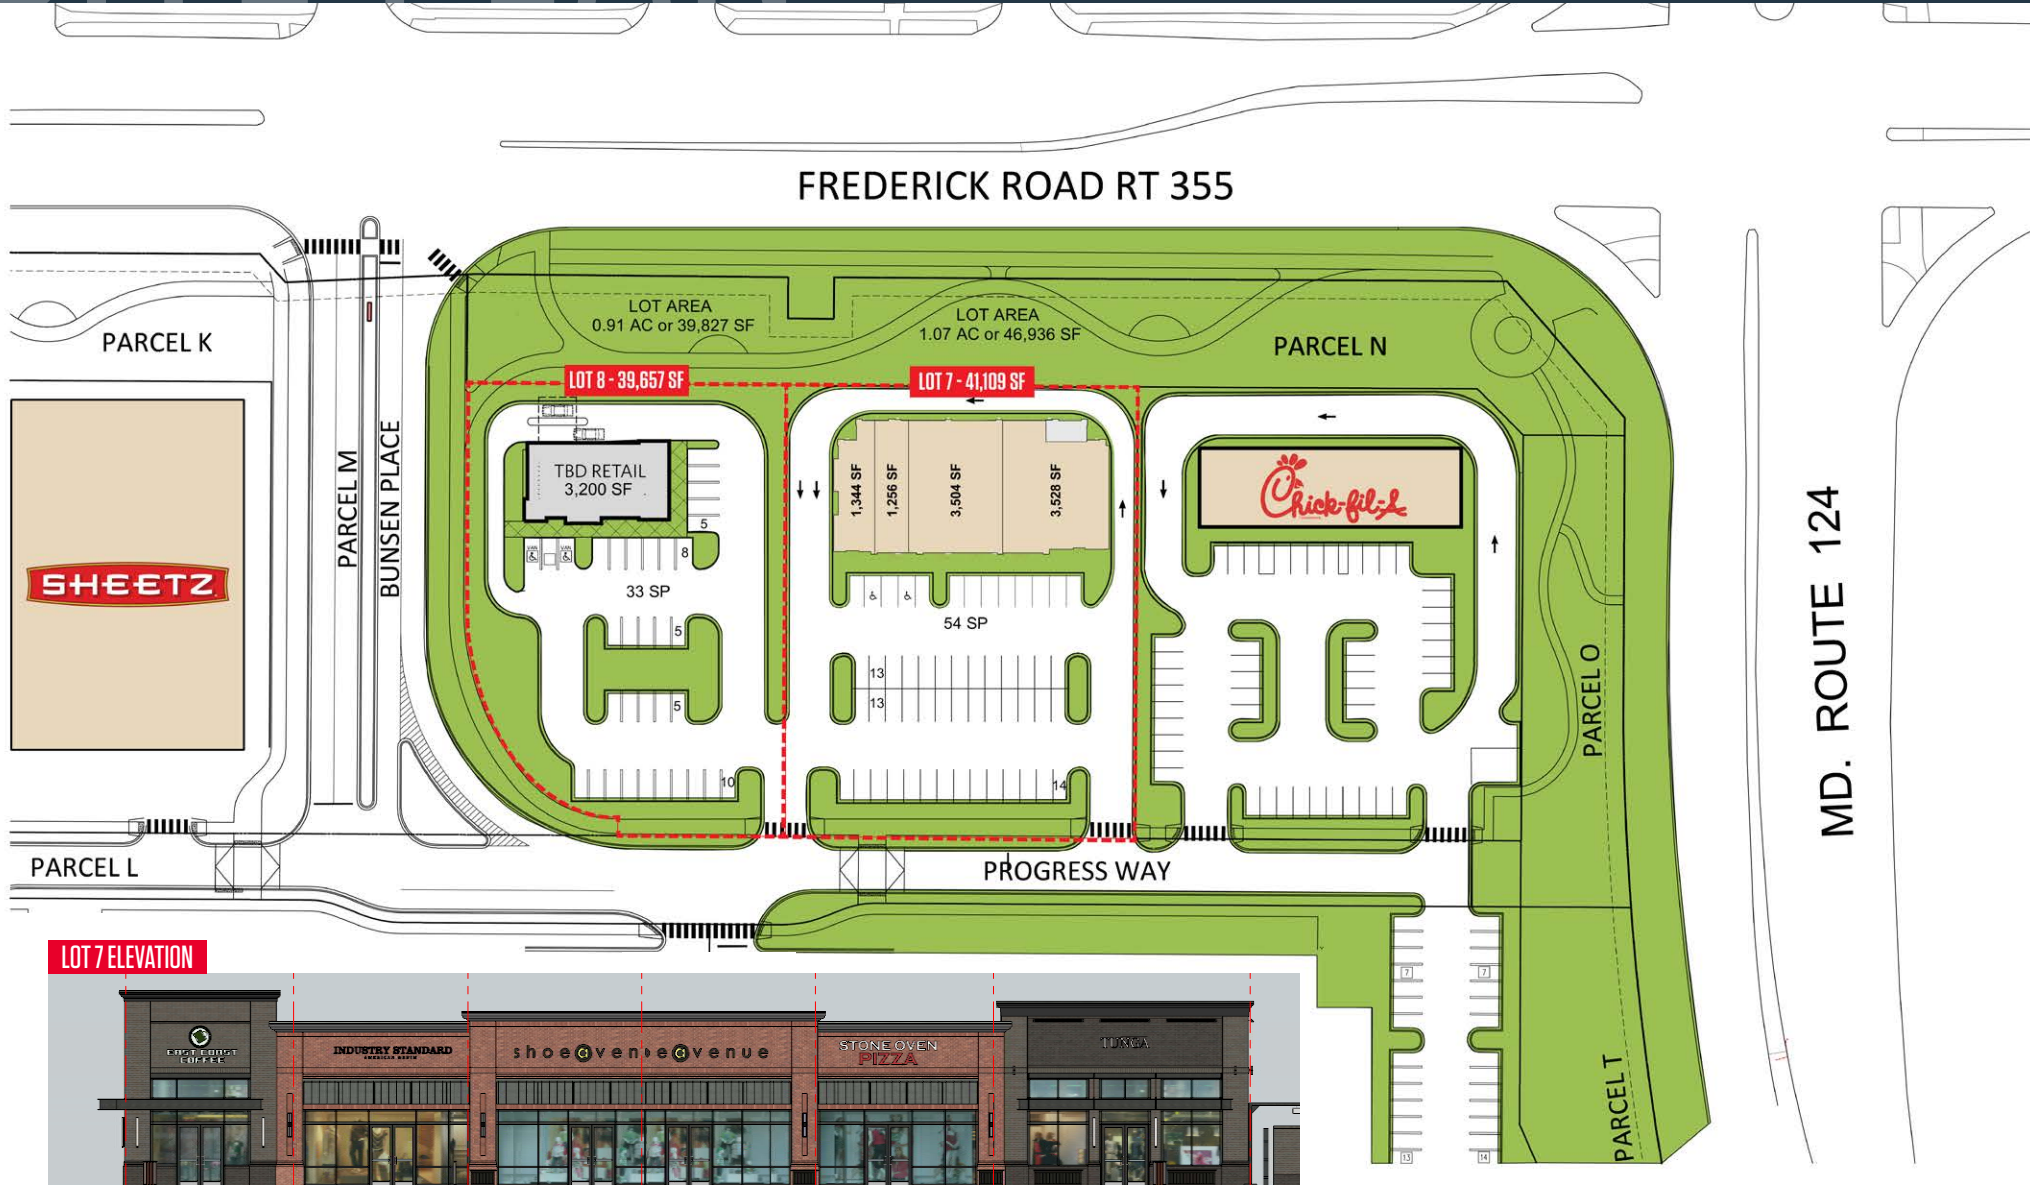 FREDERICK ROAD RT 355
PARCEL K
LOT AREA
0.91 AC or 39,827 SF
LOT AREA
1.07 AC or 46,936 SF
PARCEL N
LOT 8 - 39,657 SF
LOT 7 - 41,109 SF
SHEETZ
PARCEL M
BUNSEN PLACE
TBD RETAIL
3,200 SF
5
8
VAN
VAN
33 SP
5
5
10
1,344 SF
1,256 SF
3,504 SF
3,528 SF
54 SP
13
13
14
Chick-fil-A
PARCEL O
MD. ROUTE 124
PARCEL L
PROGRESS WAY
7
7
13
14
PARCEL T
LOT 7 ELEVATION
EAST COAST
COFFEE
INDUSTRY STANDARD
shoeavenueavenue
STONE OVEN
PIZZA
TUNGA